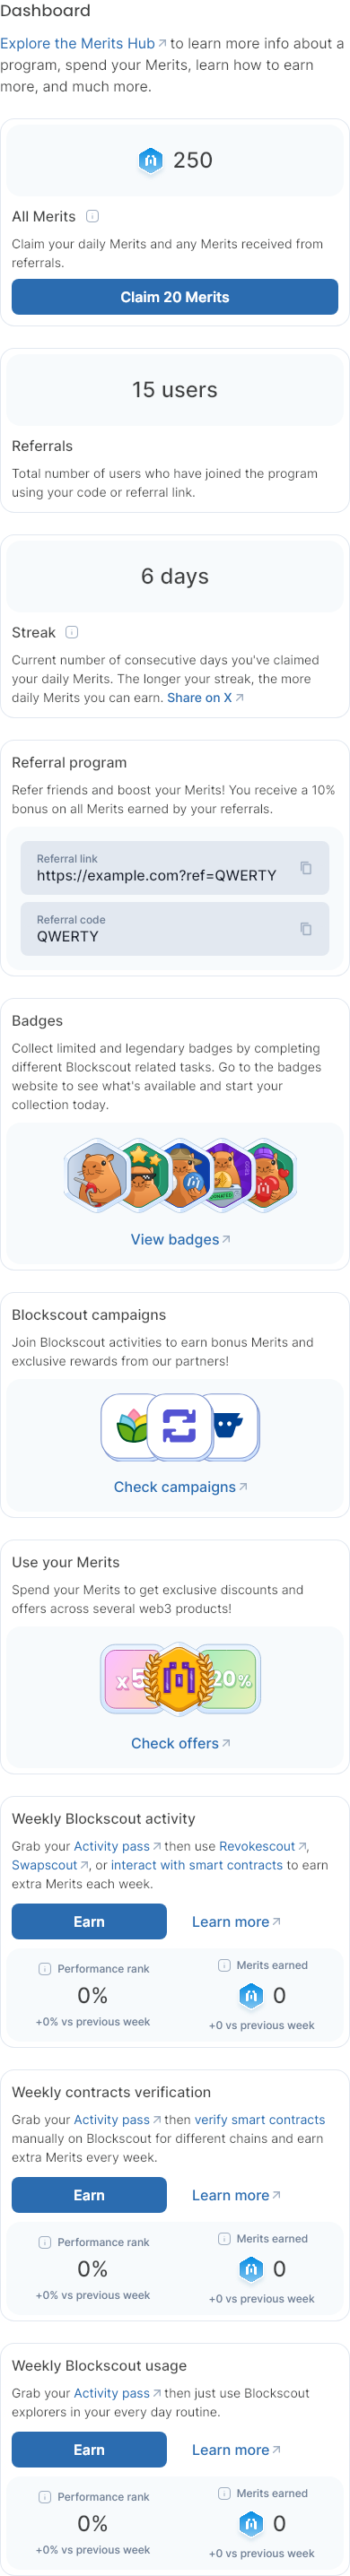 Dashboard
Explore the Merits Hub to learn more info about a
program, spend your Merits, learn how to earn
more, and much more.
250
All Merits
Claim your daily Merits and any Merits received from
referrals.
Claim 20 Merits
15 users
Referrals
Total number of users who have joined the program
using your code or referral link.
6 days
Streak
Current number of consecutive days you've claimed
your daily Merits. The longer your streak, the more
daily Merits you can earn. Share on X
Referral program
Refer friends and boost your Merits! You receive a 10%
bonus on all Merits earned by your referrals.
Referral link
https://example.com?ref=QWERTY
Referral code
QWERTY
Badges
Collect limited and legendary badges by completing
different Blockscout related tasks. Go to the badges
website to see what's available and start your
collection today.
View badges
Blockscout campaigns
Join Blockscout activities to earn bonus Merits and
exclusive rewards from our partners!
Check campaigns
Use your Merits
Spend your Merits to get exclusive discounts and
offers across several web3 products!
x 5 20%
Check offers
Weekly Blockscout activity
Grab your Activity pass then use Revokescout,
Swapscout, or interact with smart contracts to earn
extra Merits each week.
Earn Learn more
Performance rank Merits earned
0% 0
+0% vs previous week +0 vs previous week
Weekly contracts verification
Grab your Activity pass then verify smart contracts
manually on Blockscout for different chains and earn
extra Merits every week.
Earn Learn more
Performance rank Merits earned
0% 0
+0% vs previous week +0 vs previous week
Weekly Blockscout usage
Grab your Activity pass then just use Blockscout
explorers in your every day routine.
Earn Learn more
Performance rank Merits earned
0% 0
+0% vs previous week +0 vs previous week